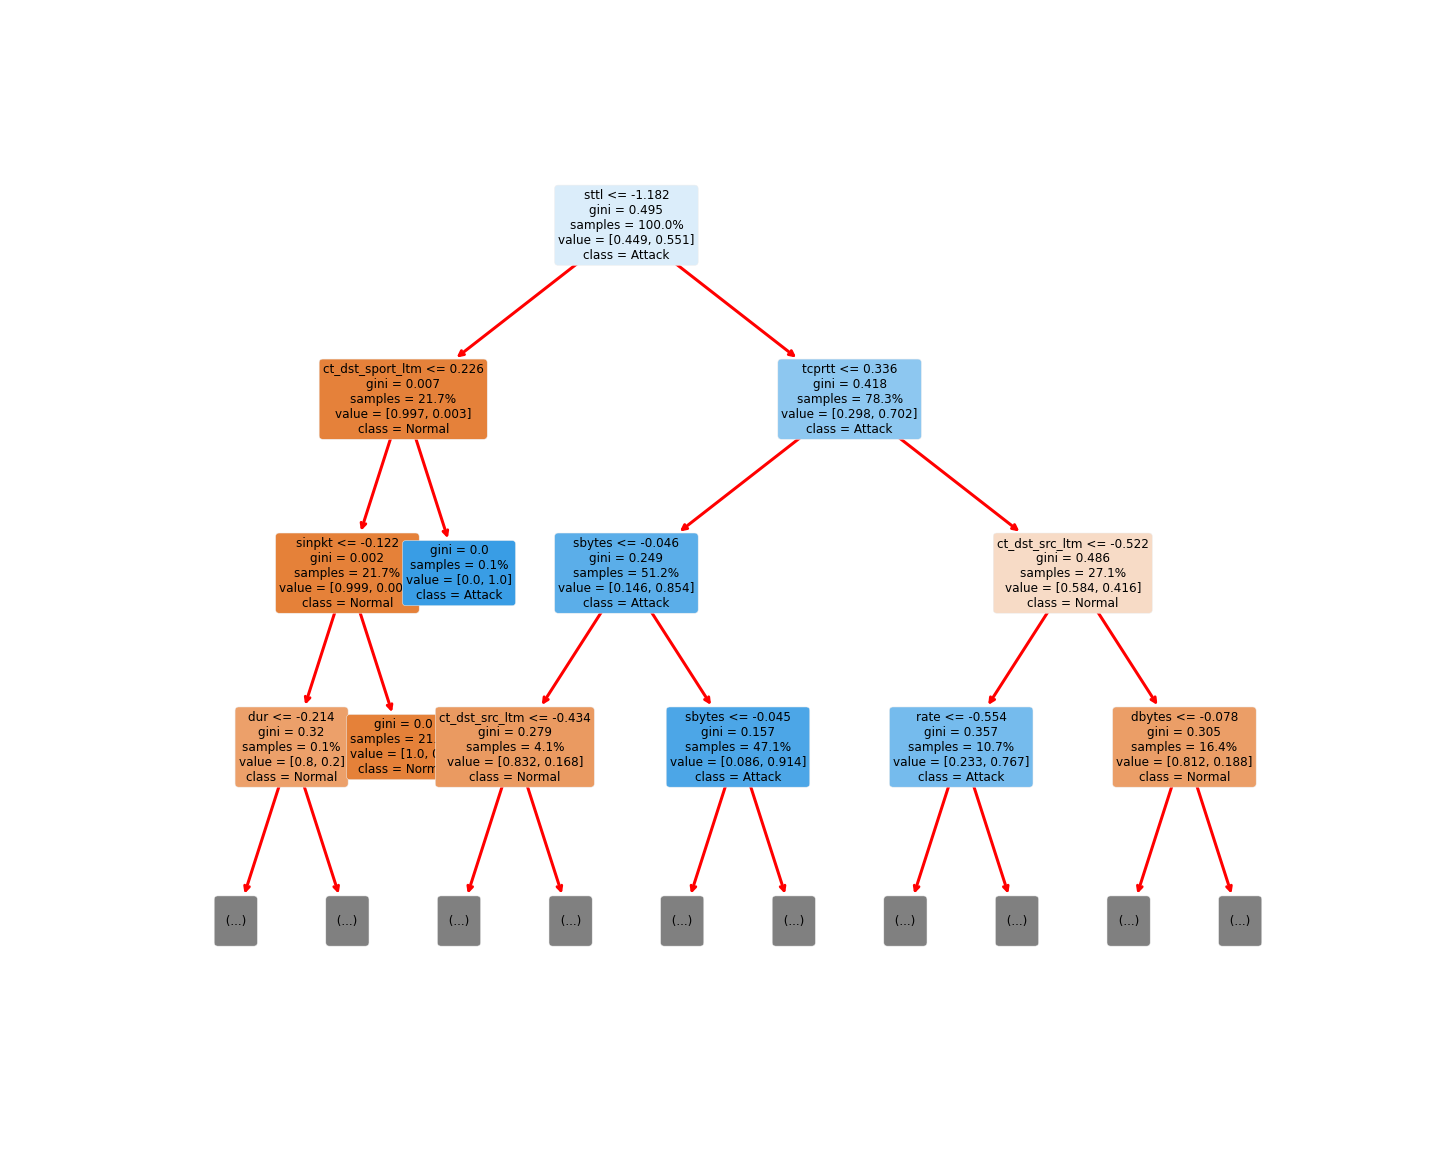 sttl <= -1.182
gini = 0.495
samples = 100.0%
value = [0.449, 0.551]
class = Attack
ct_dst_sport_ltm <= 0.226
gini = 0.007
samples = 21.7%
value = [0.997, 0.003]
class = Normal
tcprtt <= 0.336
gini = 0.418
samples = 78.3%
value = [0.298, 0.702]
class = Attack
sinpkt <= -0.122
gini = 0.002
samples = 21.7%
value = [0.999,
class = Normal
gini = 0.0
samples = 0.1%
value = [0.0, 1.0]
class = Attack
sbytes <= -0.046
gini = 0.249
samples = 51.2%
value = [0.146, 0.854]
class = Attack
ct_dst_src_ltm <= -0.522
gini = 0.486
samples = 27.1%
value = [0.584, 0.416]
class = Normal
dur <= -0.214
gini = 0.32
samples = 0.1%
value = [0.8, 0.2]
class = Normal
gini = 0.0
samples =
value = [1.0,
class =
ct_dst_src_ltm <= -0.434
gini = 0.279
samples = 4.1%
value = [0.832, 0.168]
class = Normal
sbytes <= -0.045
gini = 0.157
samples = 47.1%
value = [0.086, 0.914]
class = Attack
rate <= -0.554
gini = 0.357
samples = 10.7%
value = [0.233, 0.767]
class = Attack
dbytes <= -0.078
gini = 0.305
samples = 16.4%
value = [0.812, 0.188]
class = Normal
(...)
(...)
(...)
(...)
(...)
(...)
(...)
(...)
(...)
(...)